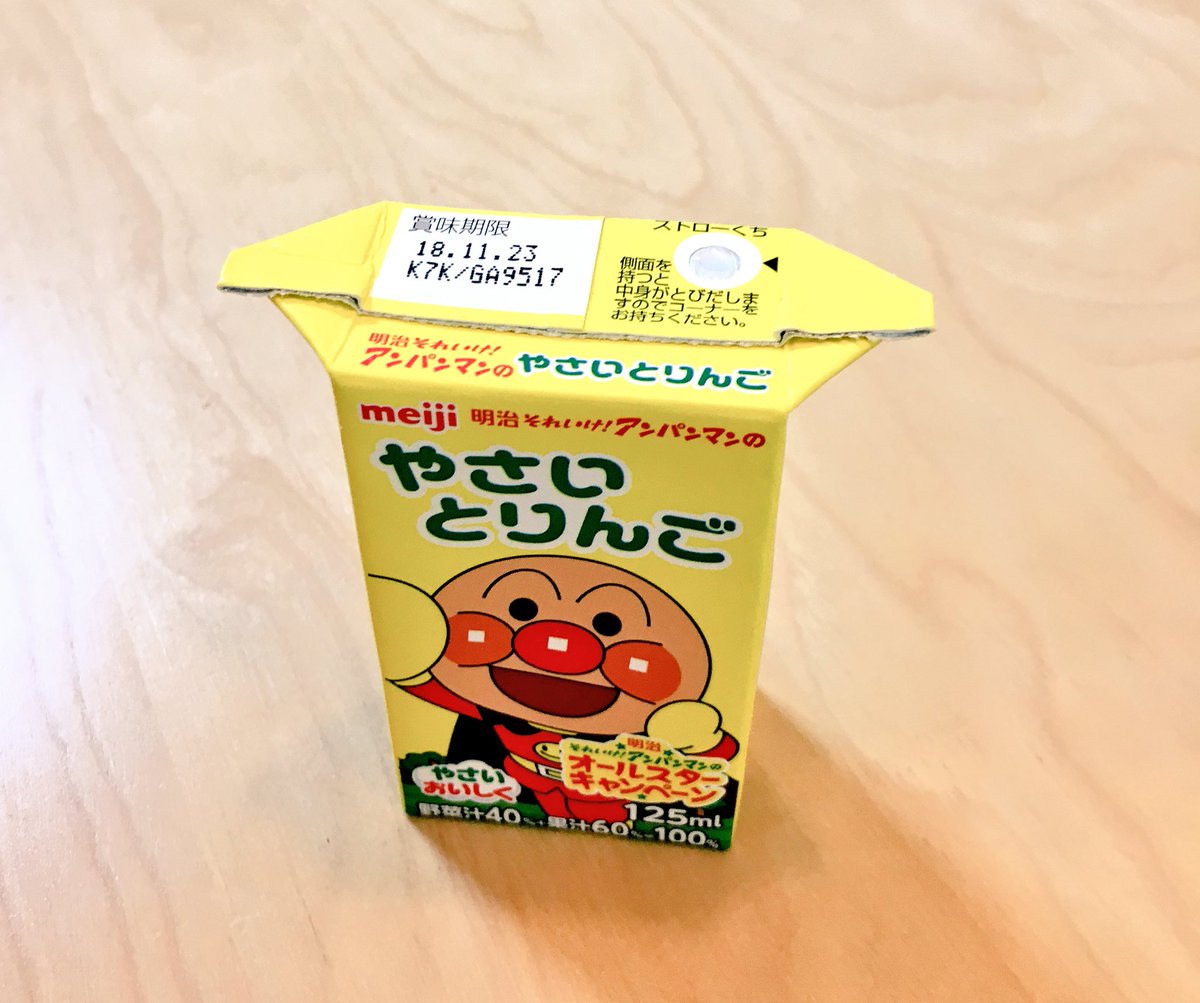 賞味期限
18.11.23
K7K/GA9517
ストローくち
側面を
持つと
中身がとびだしま
すのでコーナーを
お持ちください。
明治それいけ!
アンパンマンの やさいとりんご
meiji 明治それいけ!アンパンマンの
やさい
とりんご
明治
それいけ!アンパンマンの
オールスター
キャンペーン
やさい
おいしく
125ml
野菜汁40%+果汁60%=100%